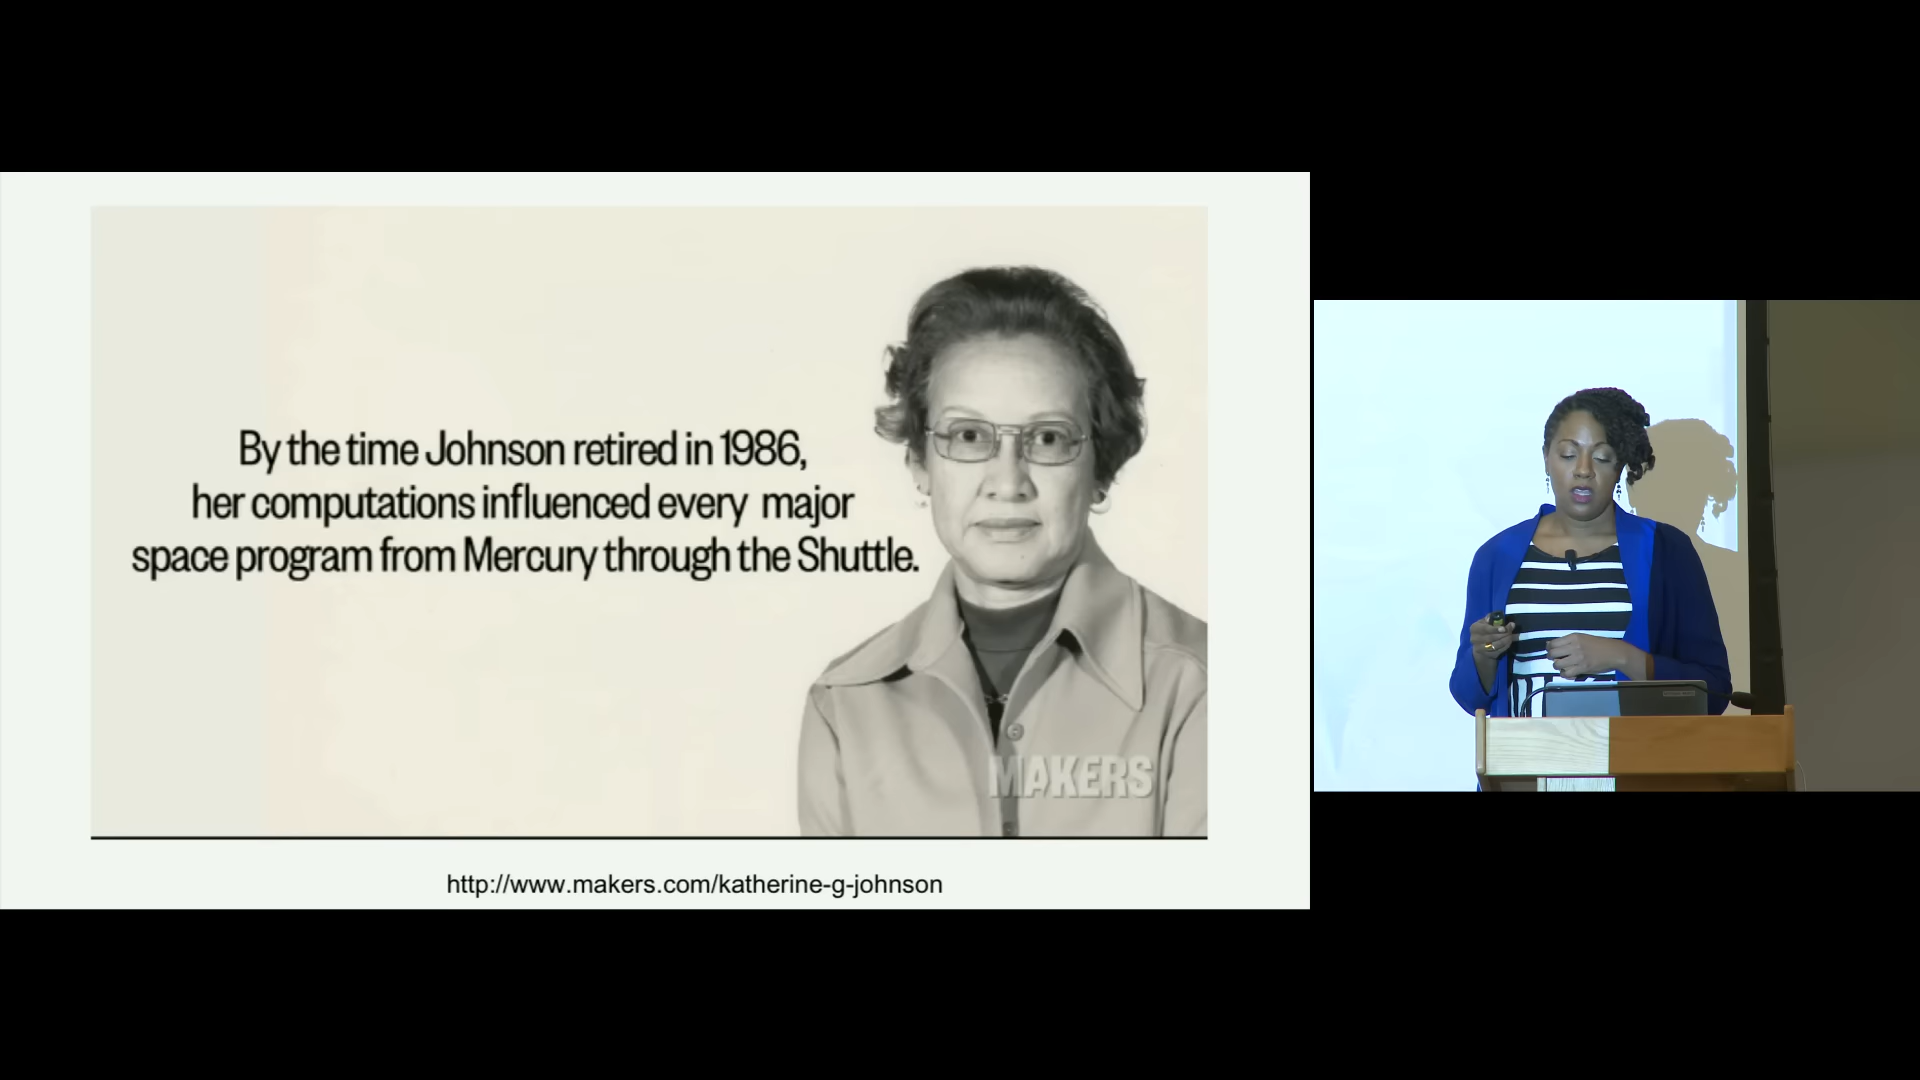 By the time Johnson retired in 1986,
her computations influenced every major
space program from Mercury through the Shuttle.
MAKERS
http://www.makers.com/katherine-g-johnson